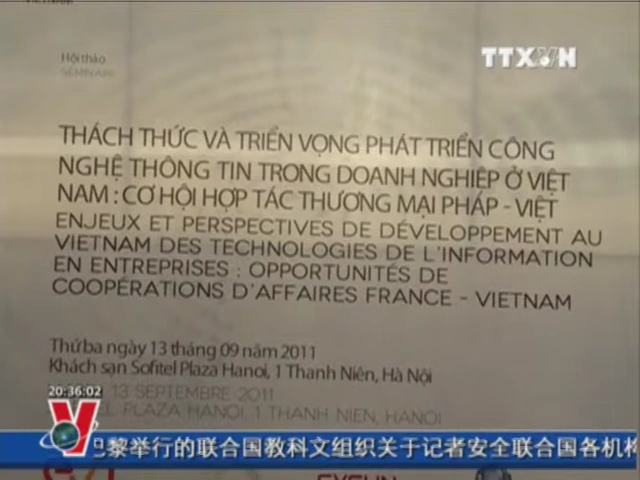 VIETNAM
Hội thảo
SÉMINAIRE
TTXVN
THÁCH THỨC VÀ TRIỂN VỌNG PHÁT TRIỂN CÔNG
NGHỆ THÔNG TIN TRONG DOANH NGHIỆP Ở VIỆT
NAM : CƠ HỘI HỢP TÁC THƯƠNG MẠI PHÁP - VIỆT
ENJEUX ET PERSPECTIVES DE DÉVELOPPEMENT AU
VIETNAM DES TECHNOLOGIES DE L'INFORMATION
EN ENTREPRISES : OPPORTUNITÉS DE
COOPÉRATIONS D'AFFAIRES FRANCE - VIETNAM
Thứ ba ngày 13 tháng 09 năm 2011
Khách sạn Sofitel Plaza Hanoi, 1 Thanh Niên, Hà Nội
13 SEPTEMBRE 2011
PLAZA HANOI, 1 THANH NIEN, HANOI
20:36:02
V
巴黎举行的联合国教科文组织关于记者安全联合国各机构